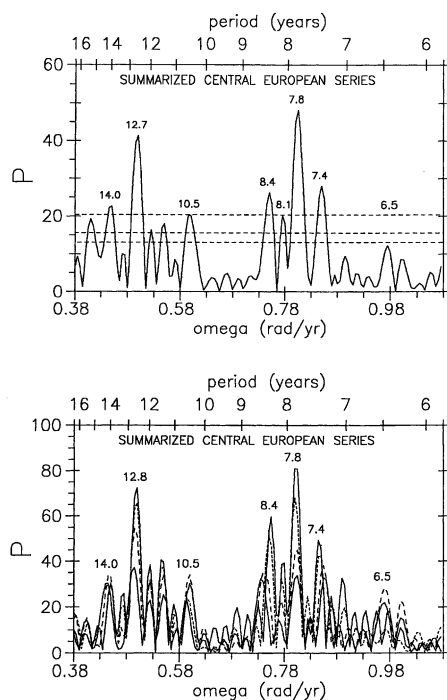 period (years)
16 14 12 10 9 8 7 6
60
SUMMARIZED CENTRAL EUROPEAN SERIES
7.8
12.7
40
8.4
7.4
14.0
10.5
8.1
6.5
P
20
0
0.38 0.58 0.78 0.98
omega (rad/yr)
period (years)
16 14 12 10 9 8 7 6
100
SUMMARIZED CENTRAL EUROPEAN SERIES
7.8
80
12.8
8.4
60
7.4
P
40
14.0
10.5
6.5
20
0
0.38 0.58 0.78 0.98
omega (rad/yr)